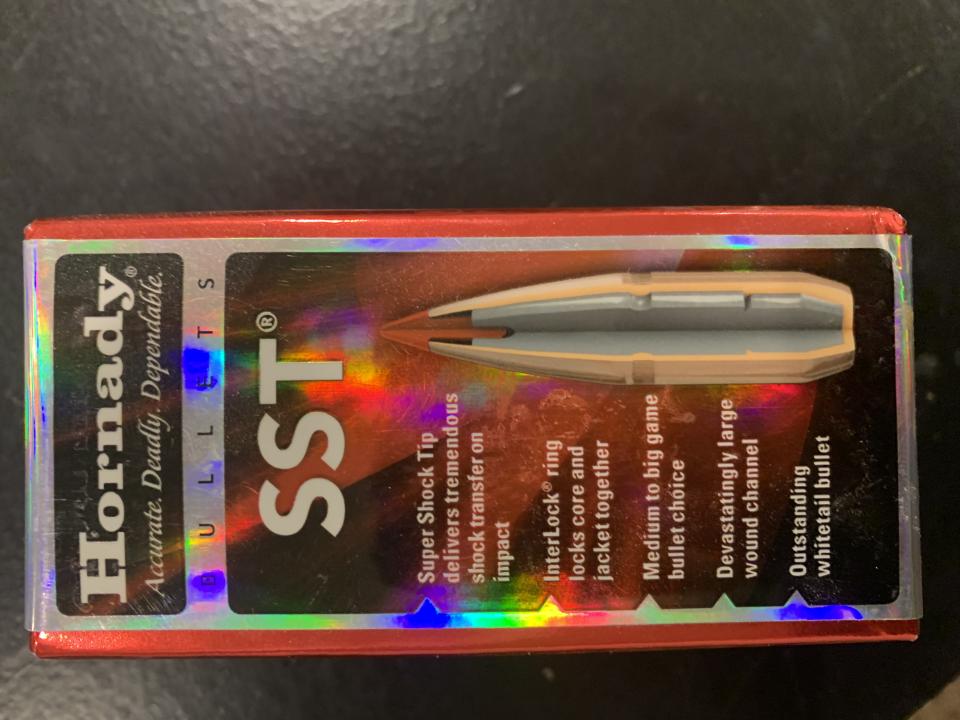 Hornady®
Accurate. Deadly. Dependable.
BULLETS
SST®
Super Shock Tip
delivers tremendous
shock transfer on
impact
InterLock® ring
locks core and
jacket together
Medium to big game
bullet choice
Devastatingly large
wound channel
Outstanding
whitetail bullet